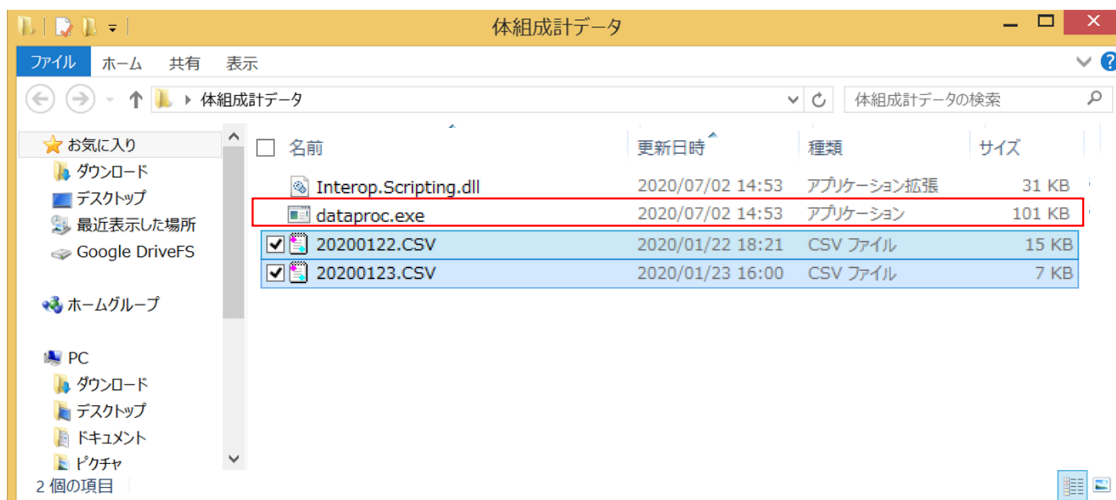 体組成計データ
ファイル ホーム 共有 表示
体組成計データ 体組成計データの検索
お気に入り
ダウンロード
デスクトップ
最近表示した場所
Google DriveFS
ホームグループ
PC
ダウンロード
デスクトップ
ドキュメント
ピクチャ
名前 更新日時 種類 サイズ
Interop.Scripting.dll 2020/07/02 14:53 アプリケーション拡張 31 KB
dataproc.exe 2020/07/02 14:53 アプリケーション 101 KB
20200122.CSV 2020/01/22 18:21 CSV ファイル 15 KB
20200123.CSV 2020/01/23 16:00 CSV ファイル 7 KB
2 個の項目